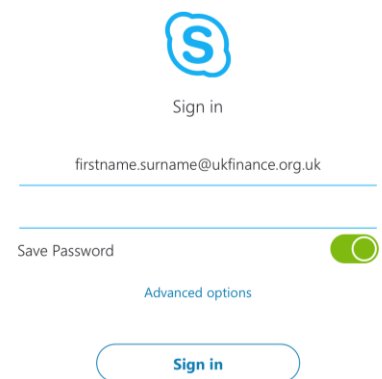 S
Sign in
firstname.surname@ukfinance.org.uk
Save Password
Advanced options
Sign in